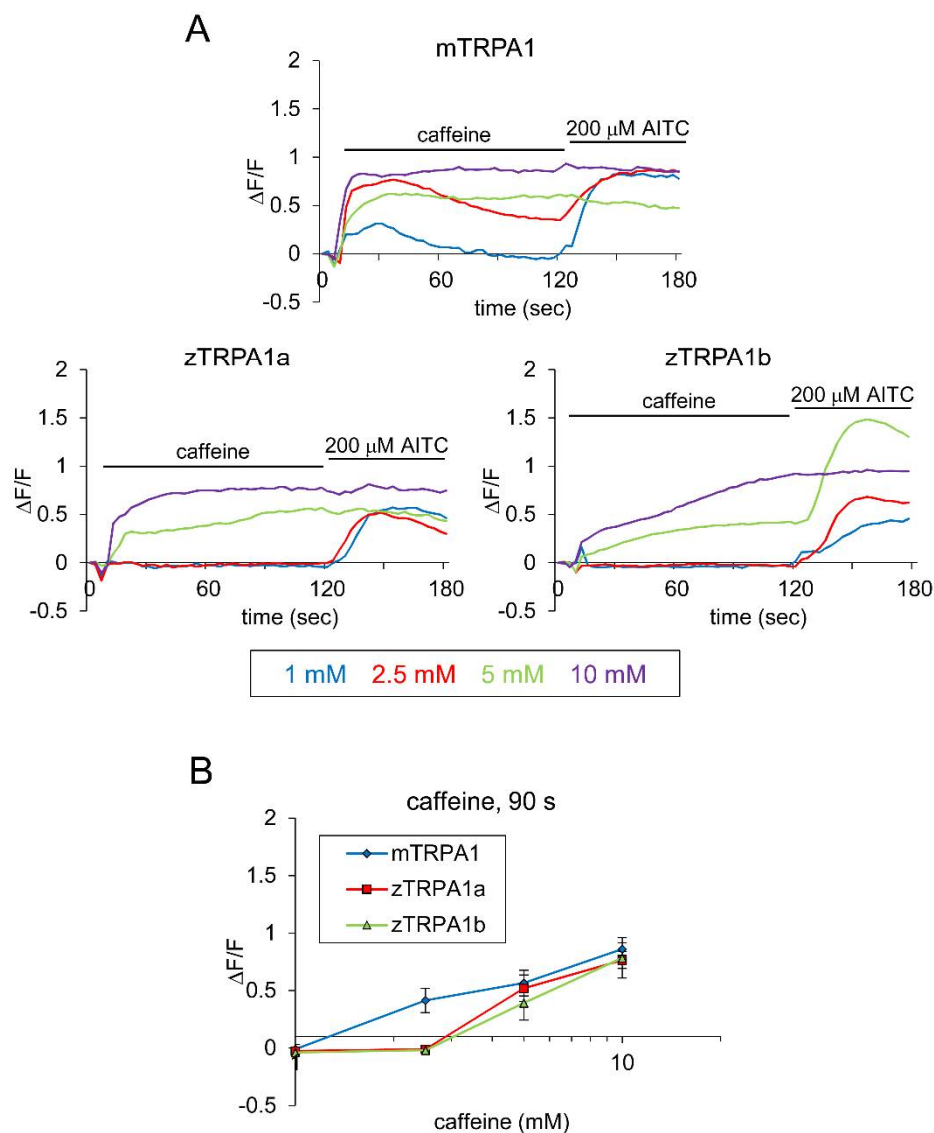 A
mTRPA1
2
1.5
1
0.5
0
-0.5
ΔF/F
caffeine
200 μM AITC
0 60 120 180
time (sec)
zTRPA1a
2
1.5
1
0.5
0
-0.5
ΔF/F
caffeine
200 μM AITC
0 60 120 180
time (sec)
zTRPA1b
2
1.5
1
0.5
0
-0.5
ΔF/F
caffeine
200 μM AITC
0 60 120 180
time (sec)
1 mM 2.5 mM 5 mM 10 mM
B
caffeine, 90 s
2
1.5
1
0.5
0
-0.5
ΔF/F
mTRPA1
zTRPA1a
zTRPA1b
1 10
caffeine (mM)